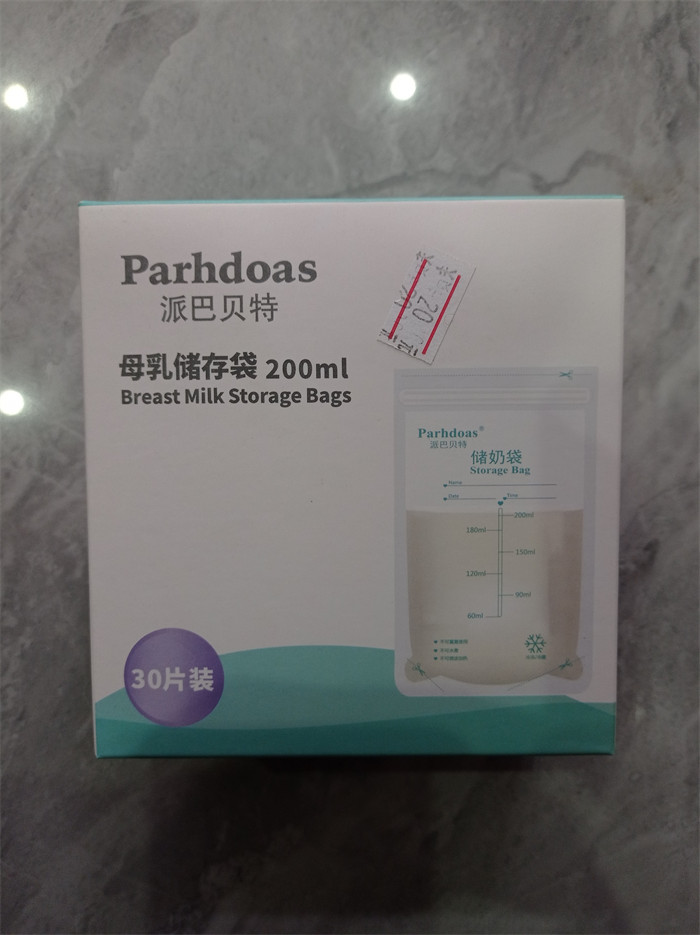 Parhdoas
派巴贝特
母乳储存袋 200ml
Breast Milk Storage Bags
20
Parhdoas®
派巴贝特
储奶袋
Storage Bag
Name
Date Time
200ml
180ml
150ml
120ml
90ml
60ml
30片装